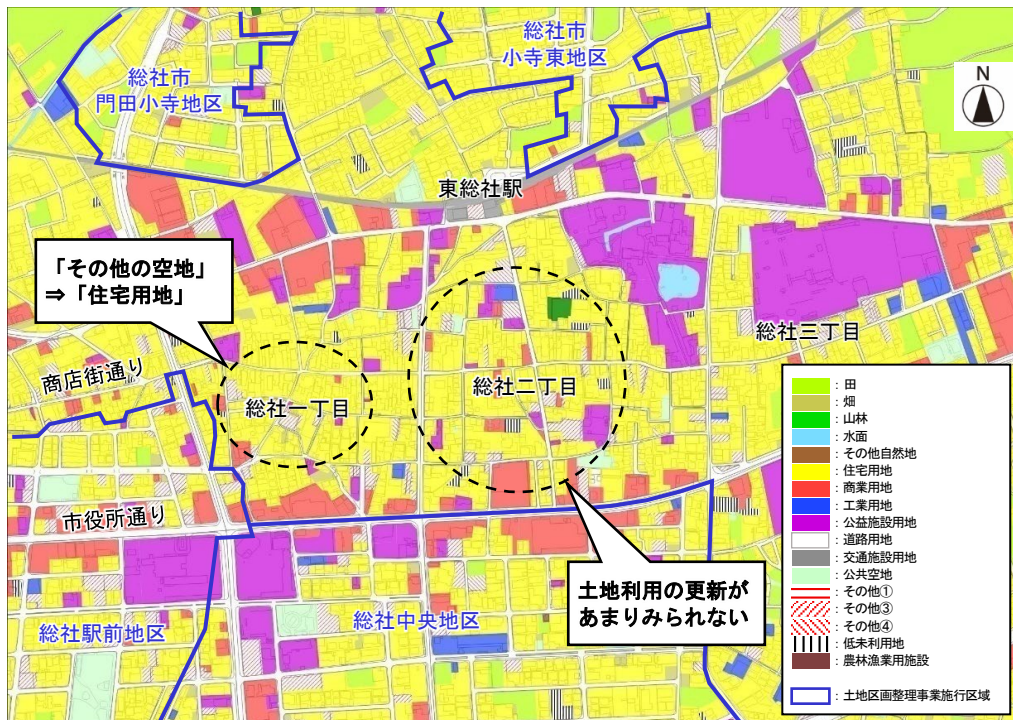 総社市
小寺東地区
総社市
門田小寺地区
N
東総社駅
「その他の空地」
⇒「住宅用地」
総社三丁目
商店街通り
総社一丁目
総社二丁目
市役所通り
土地利用の更新が
あまりみられない
総社駅前地区
総社中央地区
：田
：畑
：山林
：水面
：その他自然地
：住宅用地
：商業用地
：工業用地
：公益施設用地
：道路用地
：交通施設用地
：公共空地
：その他①
：その他③
：その他④
：低未利用地
：農林漁業用施設
：土地区画整理事業施行区域